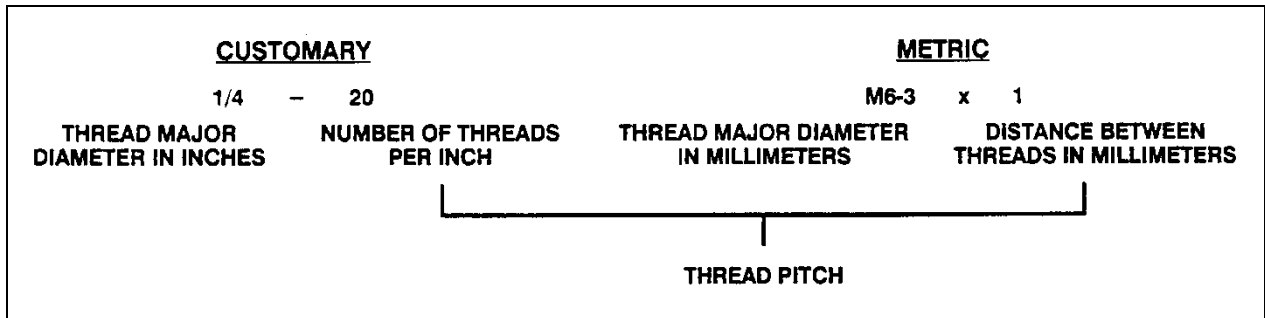 CUSTOMARY
1/4 – 20
THREAD MAJOR
DIAMETER IN INCHES
NUMBER OF THREADS
PER INCH
METRIC
M6-3 x 1
THREAD MAJOR DIAMETER
IN MILLIMETERS
DISTANCE BETWEEN
THREADS IN MILLIMETERS
THREAD PITCH